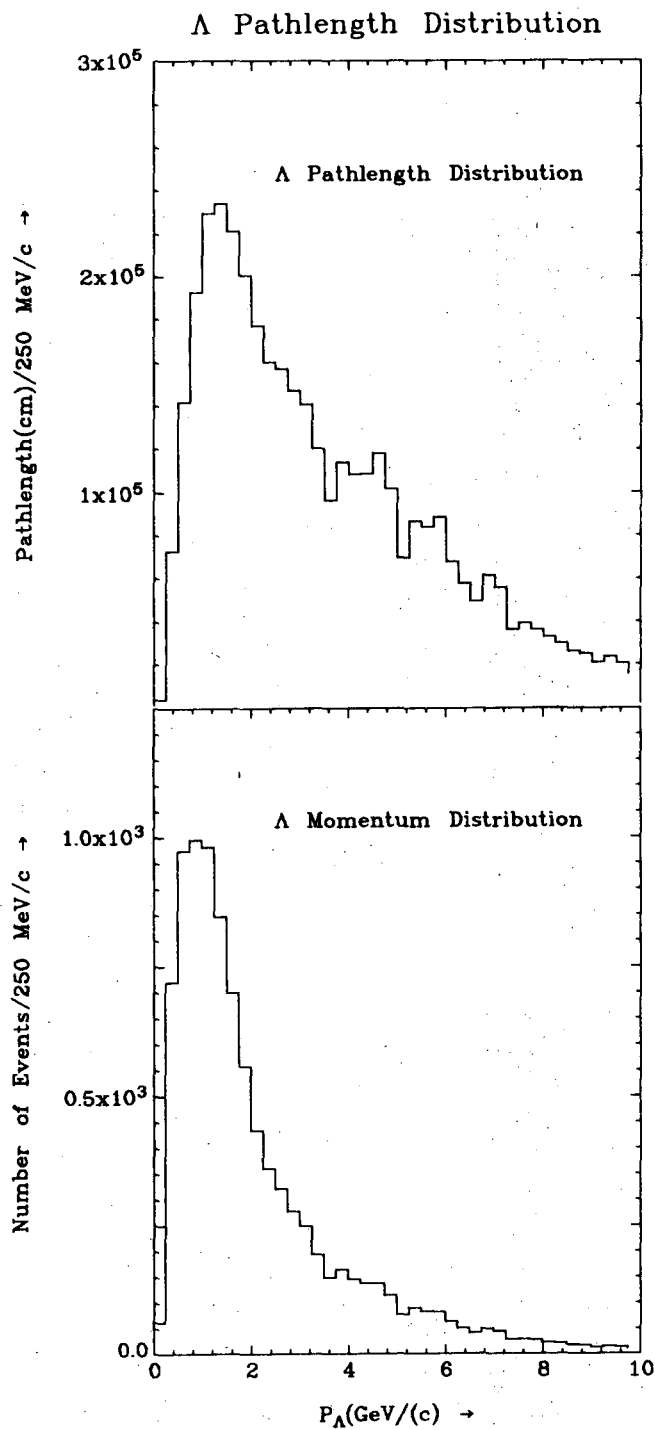 Λ Pathlength Distribution
3x10⁵
Λ Pathlength Distribution
2x10⁵
1x10⁵
Pathlength(cm)/250 MeV/c →
Λ Momentum Distribution
1.0x10³
0.5x10³
0.0
Number of Events/250 MeV/c →
0 2 4 6 8 10
P_Λ(GeV/(c) →